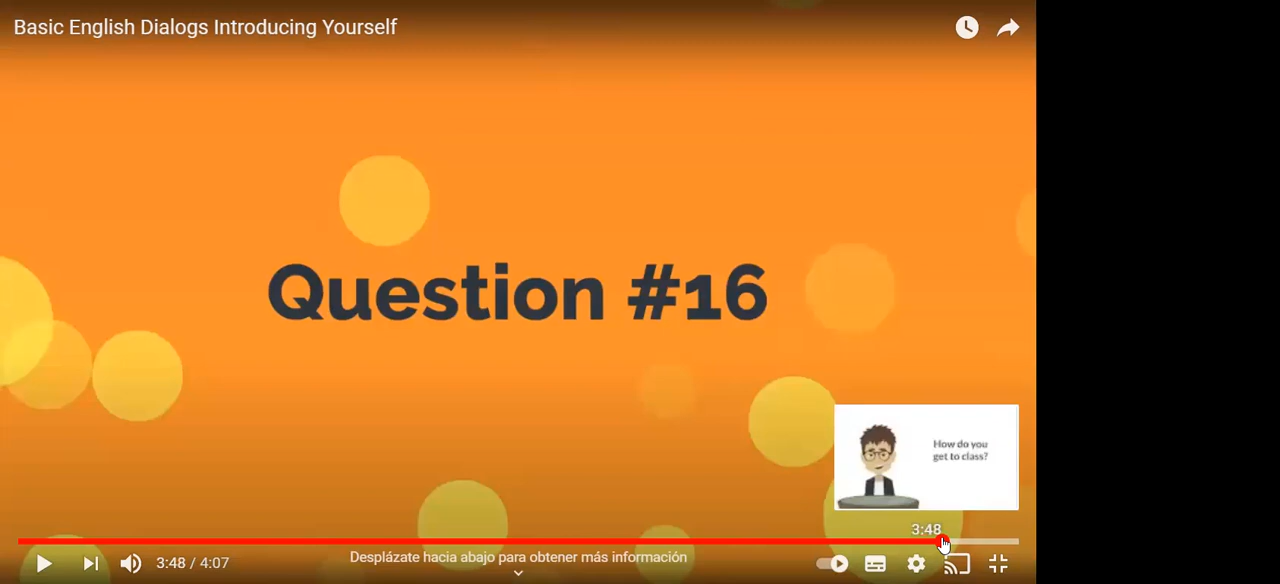 Basic English Dialogs Introducing Yourself
Question #16
How do you
get to class?
3:48
3:48 / 4:07
Desplázate hacia abajo para obtener más información